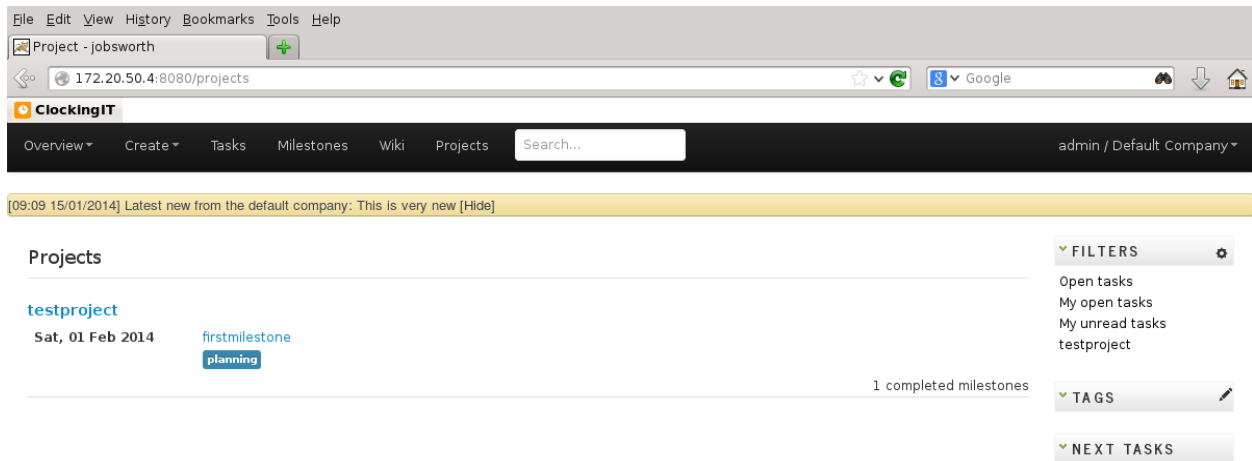 File Edit View History Bookmarks Tools Help
Project - jobsworth
172.20.50.4:8080/projects
Google
ClockingIT
Overview Create Tasks Milestones Wiki Projects Search... admin / Default Company
[09:09 15/01/2014] Latest new from the default company: This is very new [Hide]
Projects
testproject
Sat, 01 Feb 2014 firstmilestone
planning
1 completed milestones
FILTERS
Open tasks
My open tasks
My unread tasks
testproject
TAGS
NEXT TASKS